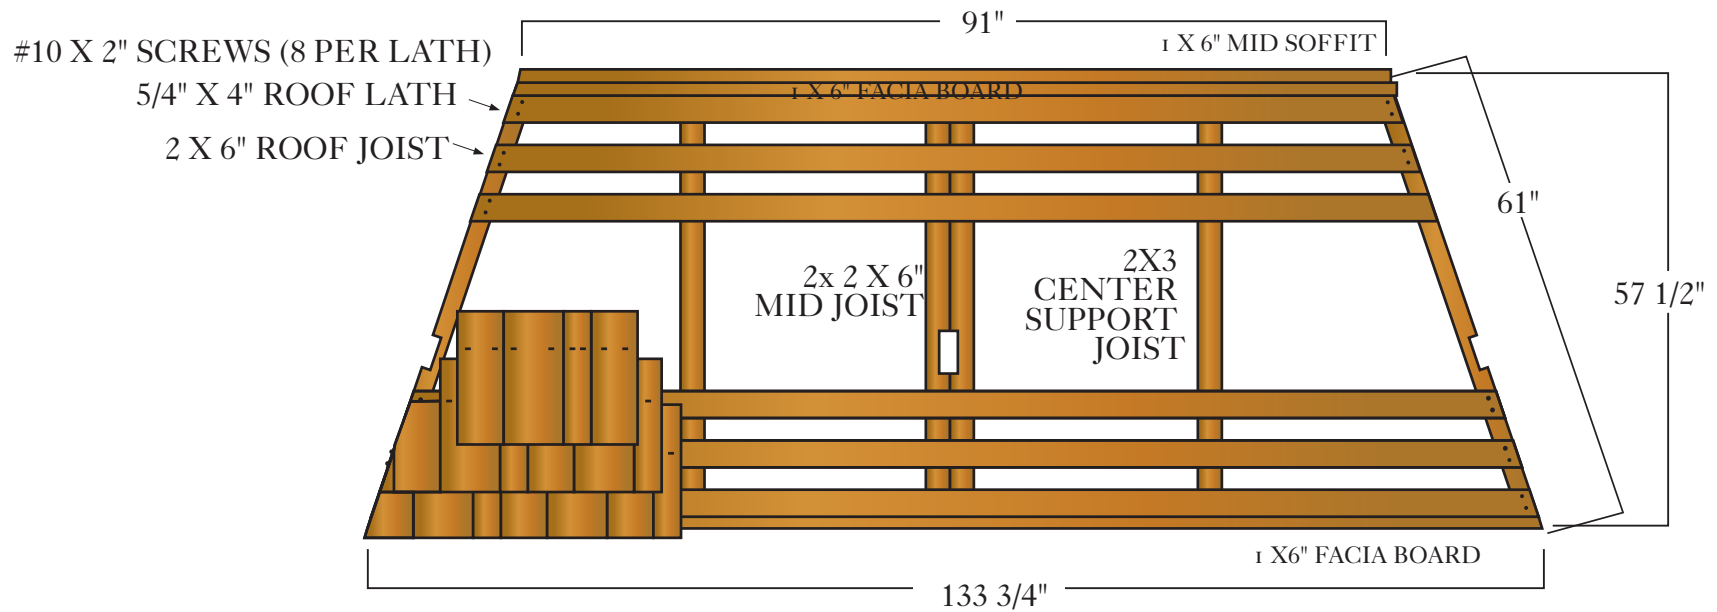 91"
1 X 6" MID SOFFIT
#10 X 2" SCREWS (8 PER LATH)
5/4" X 4" ROOF LATH
1 X 6" FACIA BOARD
2 X 6" ROOF JOIST
61"
2x 2 X 6"
MID JOIST
2X3
CENTER
SUPPORT
JOIST
57 1/2"
1 X6" FACIA BOARD
133 3/4"